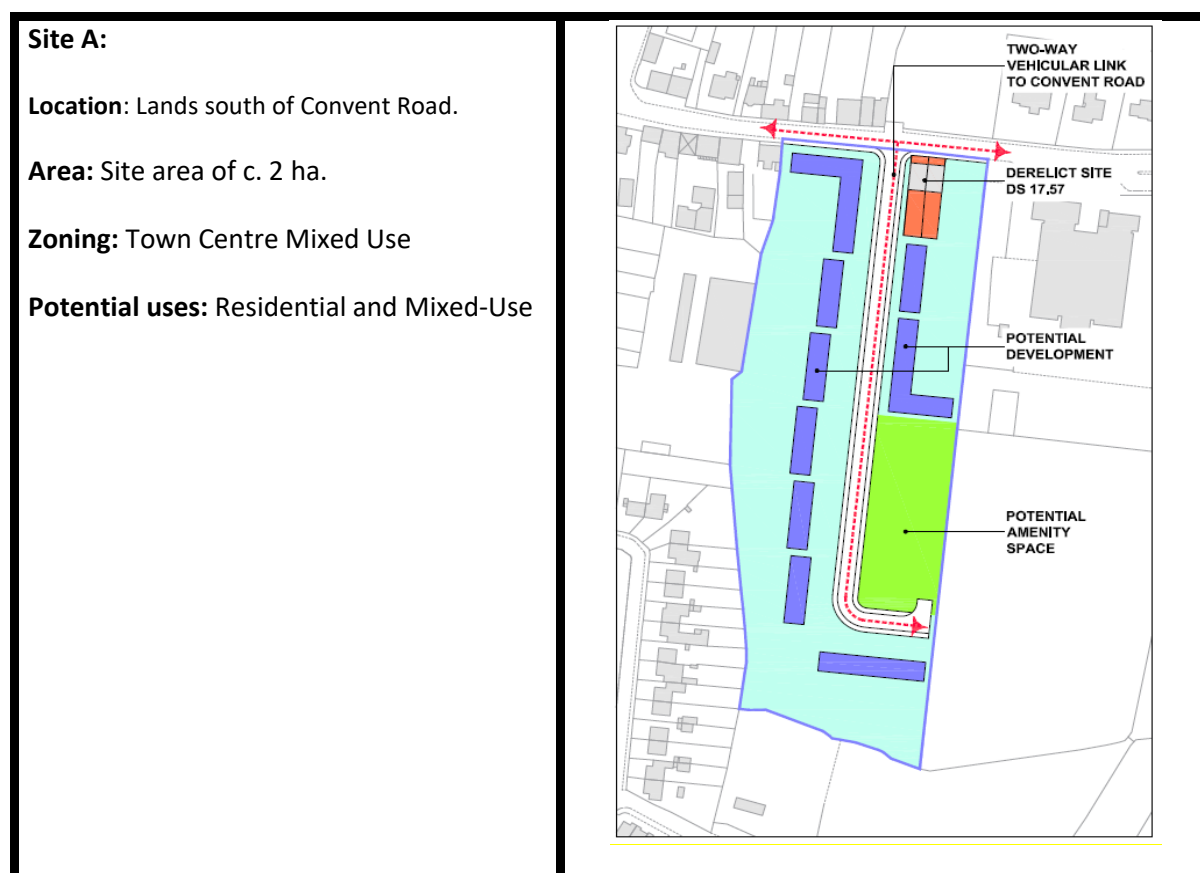 Site A:
Location: Lands south of Convent Road.
Area: Site area of c. 2 ha.
Zoning: Town Centre Mixed Use
Potential uses: Residential and Mixed-Use
TWO-WAY
VEHICULAR LINK
TO CONVENT ROAD
DERELICT SITE
DS 17.57
POTENTIAL
DEVELOPMENT
POTENTIAL
AMENITY
SPACE